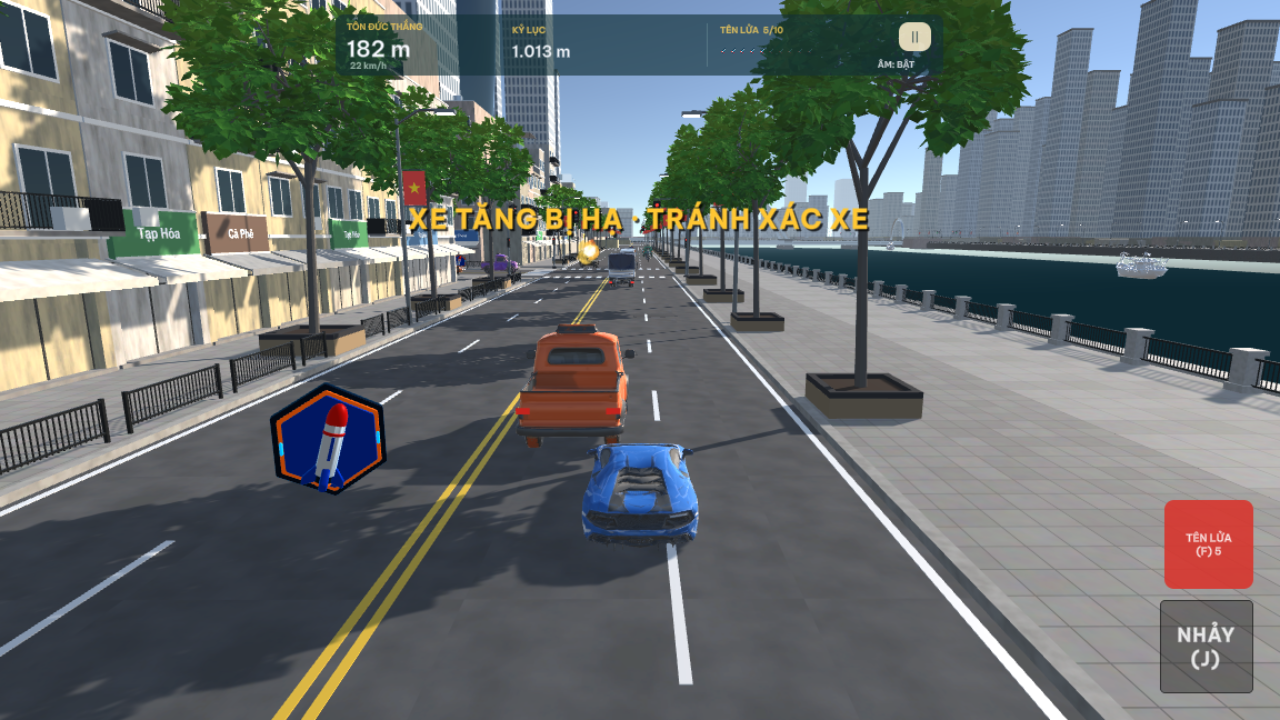 TÔN ĐỨC THẮNG
182 m
22 km/h
KỶ LỤC
1.013 m
TÊN LỬA 5/10
ÂM: BẬT
XE TĂNG BỊ HẠ · TRÁNH XÁC XE
Tạp Hóa
Cà Phê
TÊN LỬA
(F) 5
NHẢY
(J)